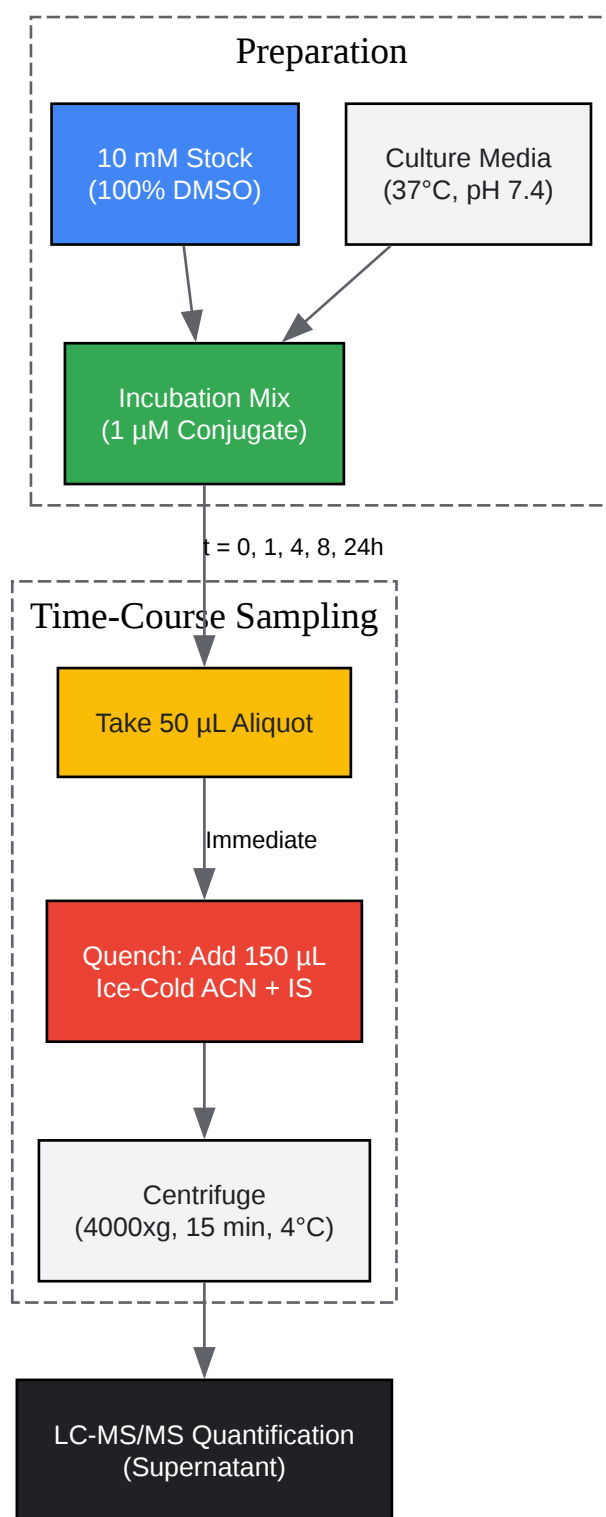 Preparation
10 mM Stock
(100% DMSO)
Culture Media
(37°C, pH 7.4)
Incubation Mix
(1 µM Conjugate)
t = 0, 1, 4, 8, 24h
Time-Course Sampling
Take 50 µL Aliquot
Immediate
Quench: Add 150 µL
Ice-Cold ACN + IS
Centrifuge
(4000xg, 15 min, 4°C)
LC-MS/MS Quantification
(Supernatant)